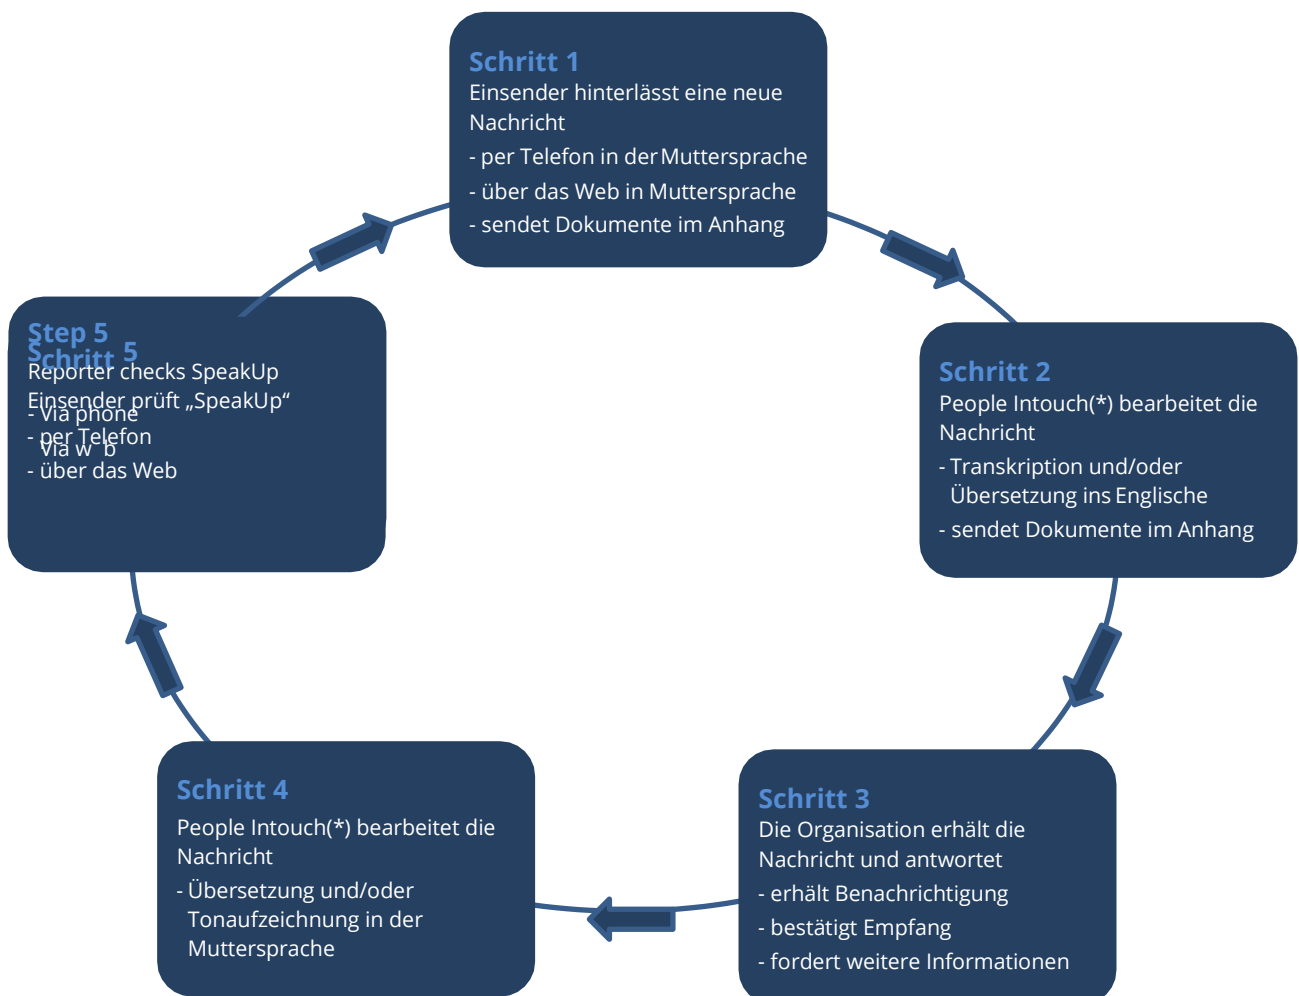 Schritt 1
Einsender hinterlässt eine neue
Nachricht
- per Telefon in der Muttersprache
- über das Web in Muttersprache
- sendet Dokumente im Anhang
Schritt 2
People Intouch(*) bearbeitet die
Nachricht
- Transkription und/oder
Übersetzung ins Englische
- sendet Dokumente im Anhang
Schritt 3
Die Organisation erhält die
Nachricht und antwortet
- erhält Benachrichtigung
- bestätigt Empfang
- fordert weitere Informationen
Schritt 4
People Intouch(*) bearbeitet die
Nachricht
- Übersetzung und/oder
Tonaufzeichnung in der
Muttersprache
Step 5
Schritt 5
Reporter checks SpeakUp
Einsender prüft „SpeakUp“
- Via phone
- per Telefon
Via
- über das Web